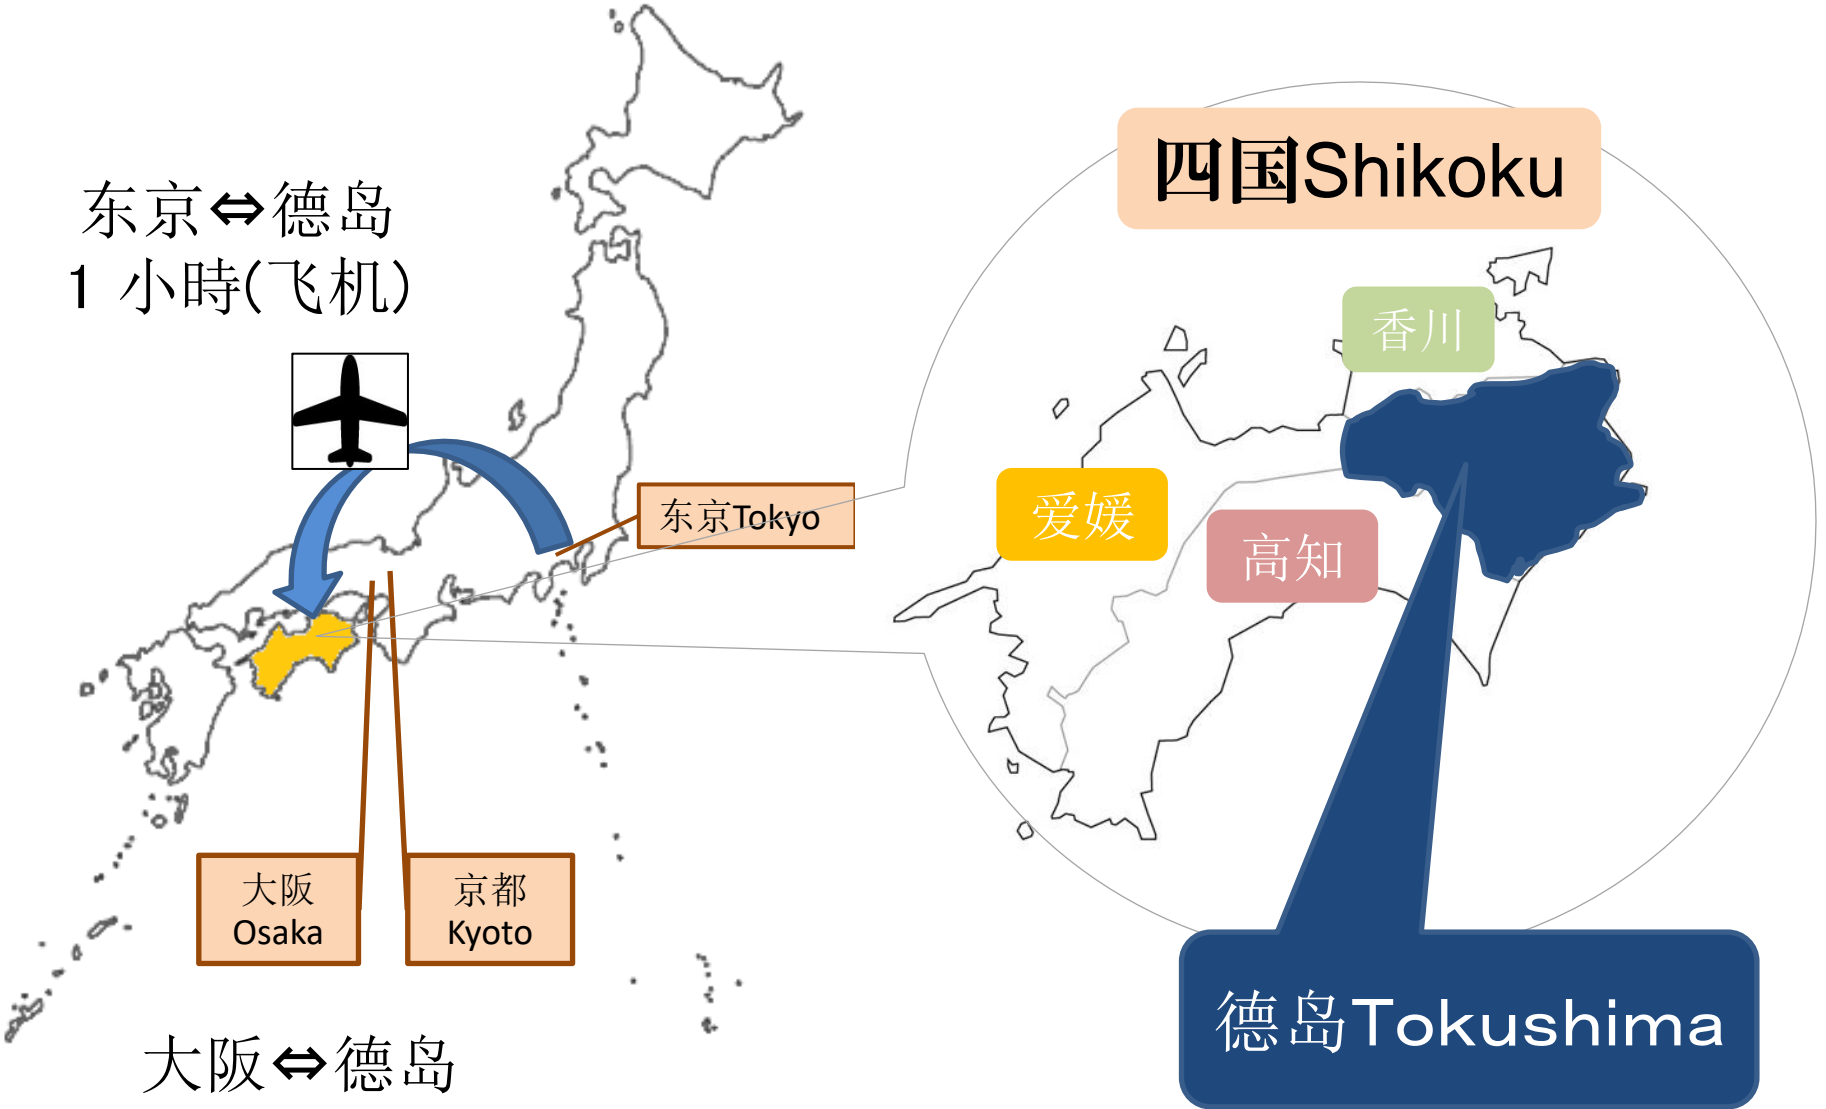 东京⇔德岛
1 小時(飞机)
东京Tokyo
大阪
Osaka
京都
Kyoto
大阪⇔德岛
四国Shikoku
香川
爱媛
高知
德岛Tokushima